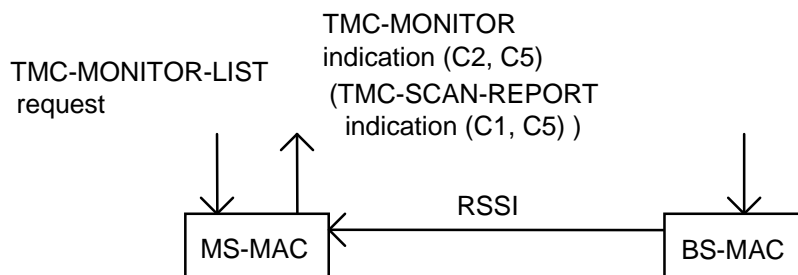 TMC-MONITOR
indication (C2, C5)
TMC-MONITOR-LIST
request
(TMC-SCAN-REPORT
indication (C1, C5) )
RSSI
MS-MAC
BS-MAC